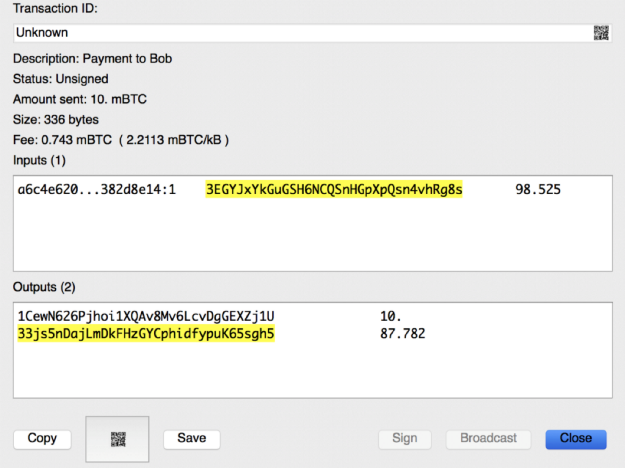 Transaction ID:
Unknown
Description: Payment to Bob
Status: Unsigned
Amount sent: 10. mBTC
Size: 336 bytes
Fee: 0.743 mBTC ( 2.2113 mBTC/kB )
Inputs (1)
a6c4e620...382d8e14:1 3EGYJxYkGuGSH6NCQSnHGpXpQsn4vhRg8s 98.525
Outputs (2)
1CewN626Pjhoi1XQAv8Mv6LcvDgGEXZj1U 10.
33js5nDajLmDkFHzGYCphidfypuK65sgh5 87.782
Copy Save Sign Broadcast Close